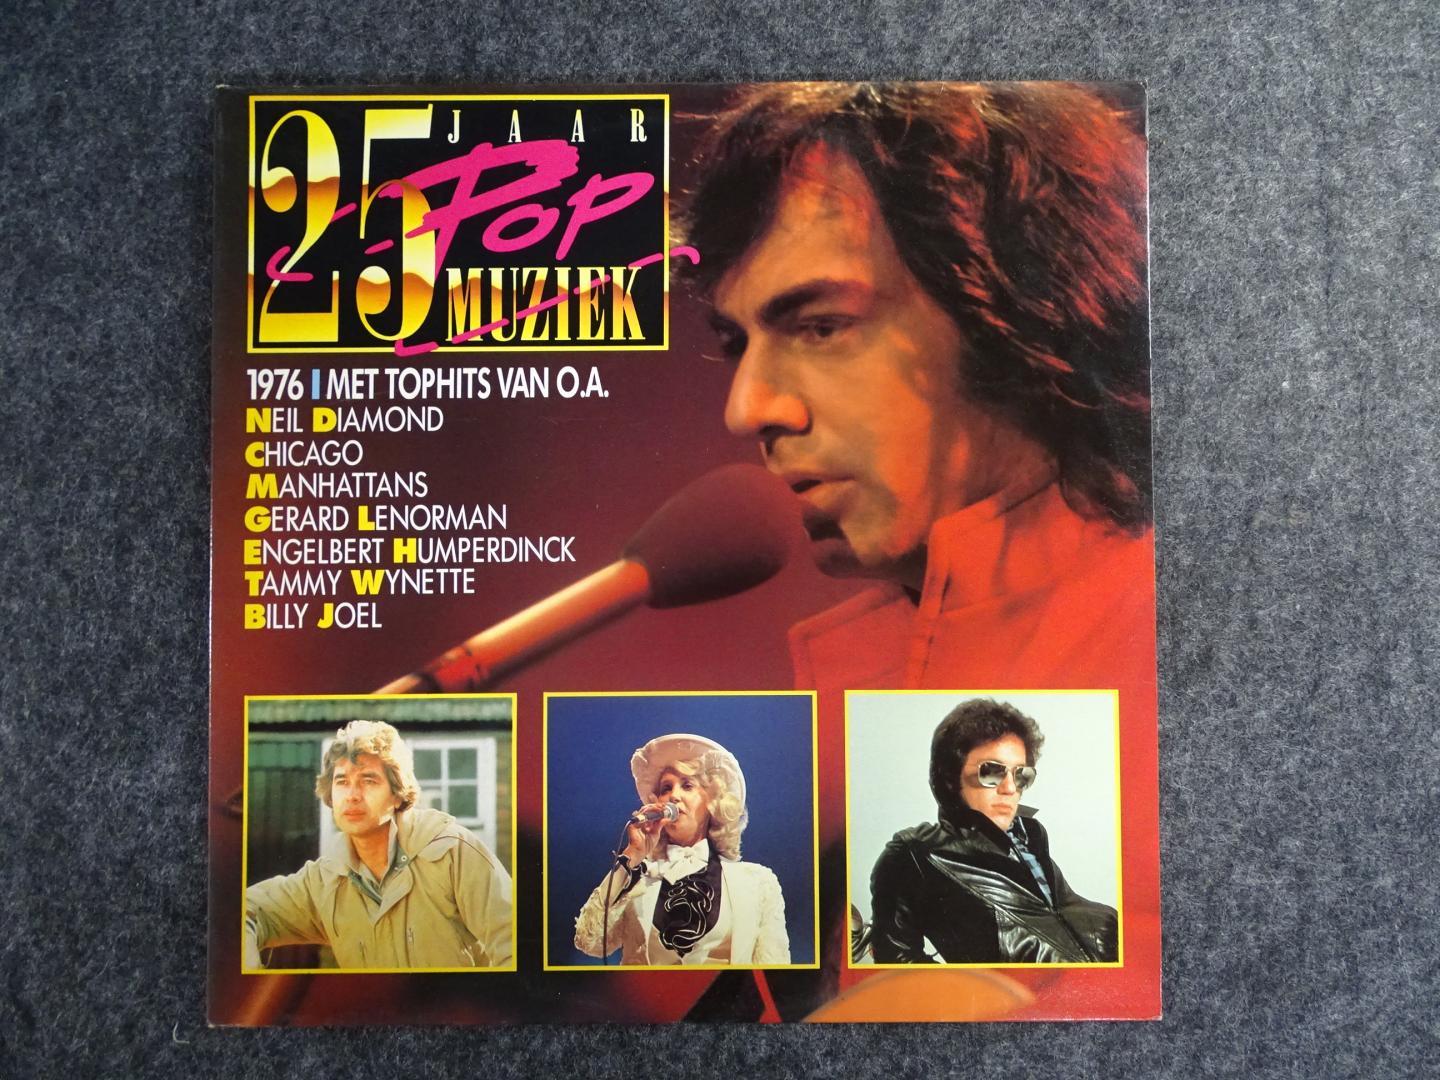 25 JAAR
Pop
MUZIEK
1976 | MET TOPHITS VAN O.A.
NEIL DIAMOND
CHICAGO
MANHATTANS
GERARD LENORMAN
ENGELBERT HUMPERDINCK
TAMMY WYNETTE
BILLY JOEL